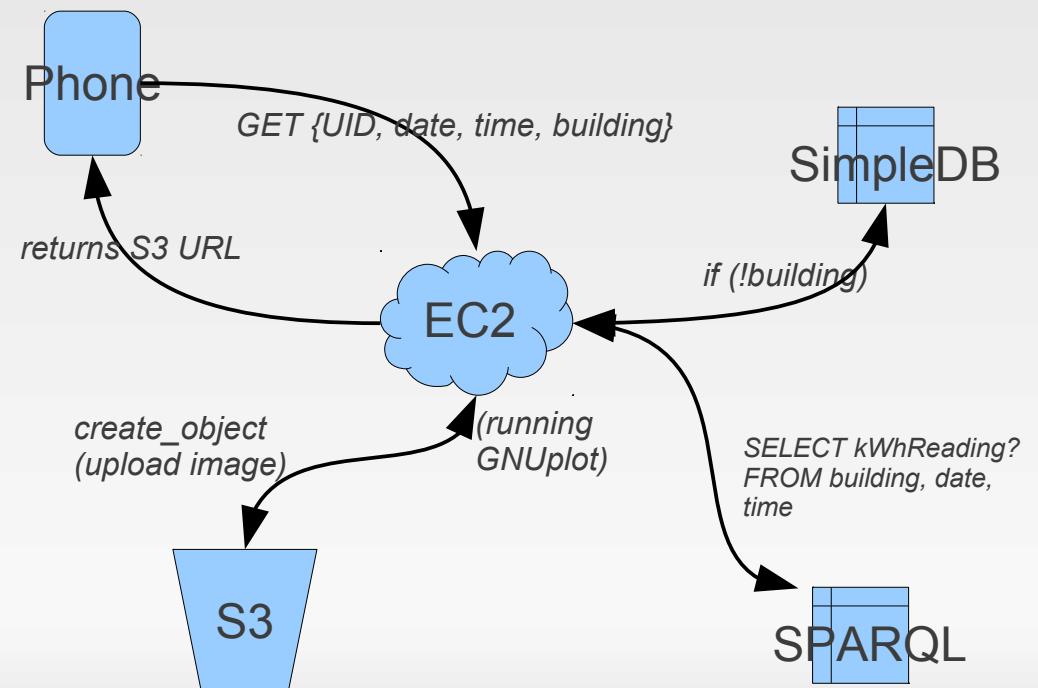 Phone
GET {UID, date, time, building}
SimpleDB
returns S3 URL
if (!building)
EC2
create_object
(upload image)
(running
GNUplot)
SELECT kWhReading?
FROM building, date,
time
S3
SPARQL